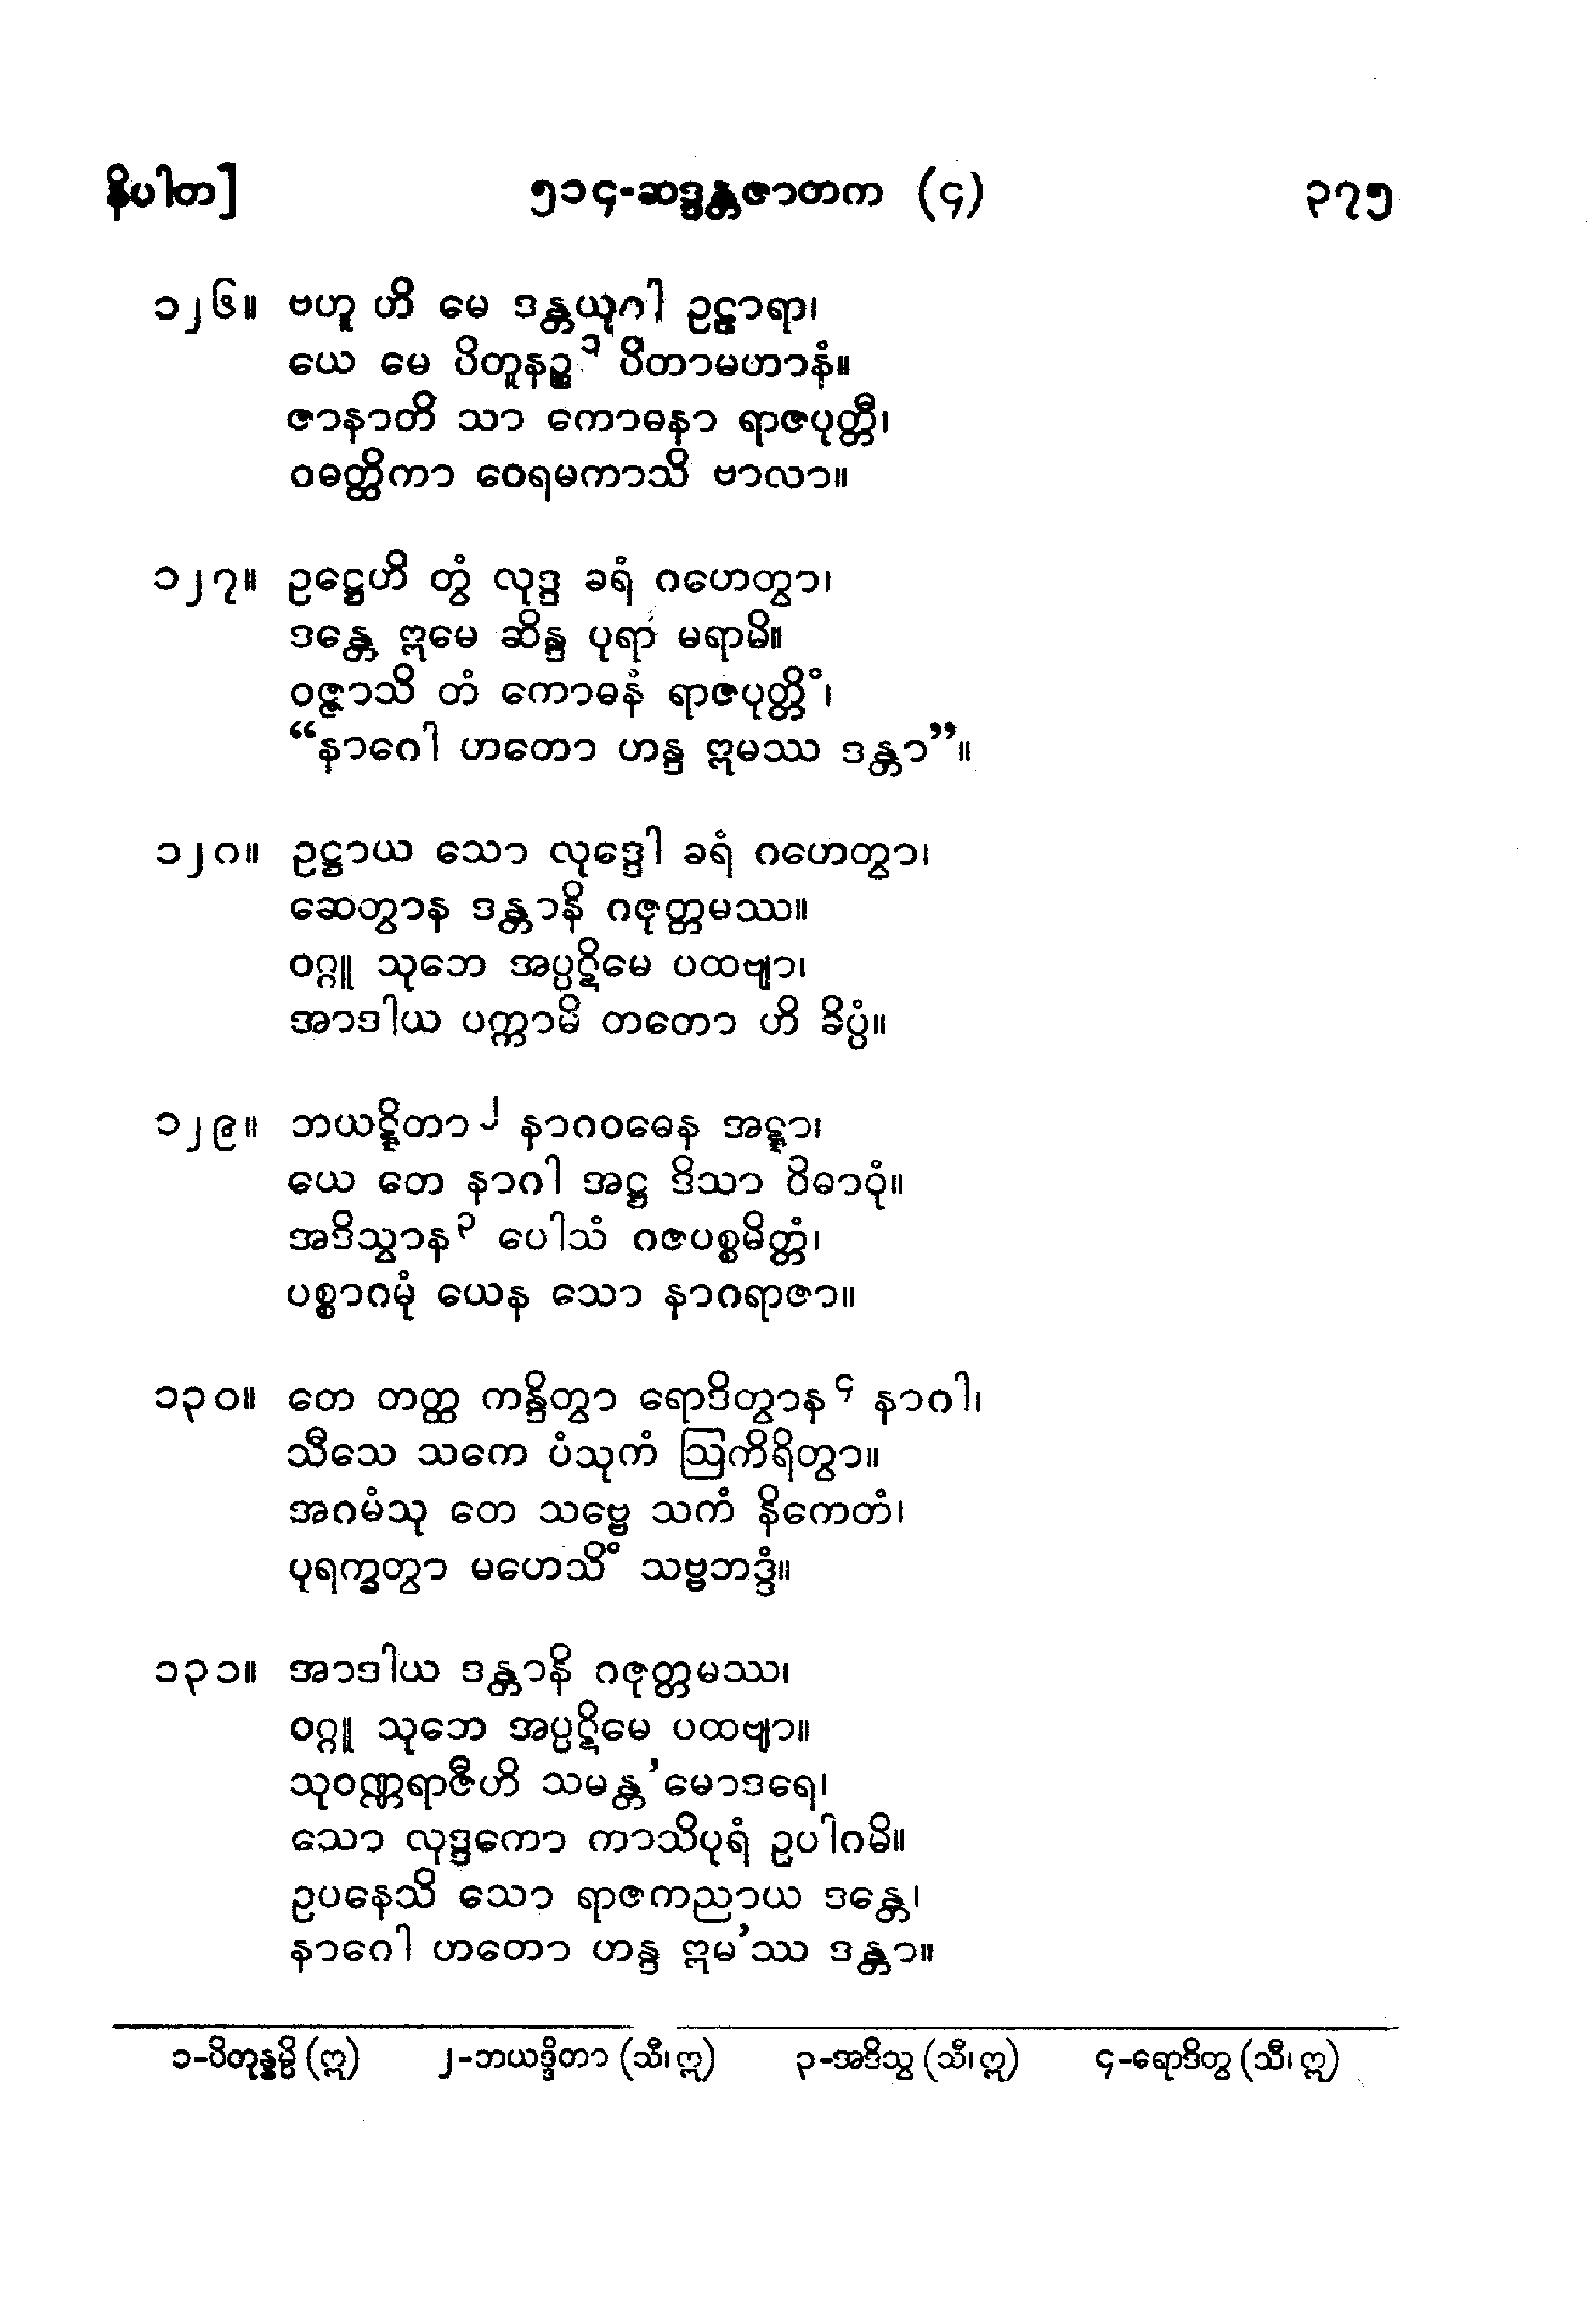 နိပါတ] ၅၁၄-ဆဒ္ဒန္တဇာတက (၄) ၃၇၅
၁၂၆။ ဗဟူ ဟိ မေ ဒန္တယုဂါ ဥဠာရာ၊
ယေ မေ ပိတူနဉ္စ ၁ ပိတာမဟာနံ။
ဇာနာတိ သာ ကောဓနာ ရာဇပုတ္တီ၊
ဝဓတ္ထိကာ ဝေရမကာသိ ဗာလာ။
၁၂၇။ ဥဋ္ဌေဟိ တွံ လုဒ္ဒ ခရံ ဂဟေတွာ၊
ဒန္တေ ဣမေ ဆိန္ဒ ပုရာ မရာမိ။
ဝဇ္ဇာသိ တံ ကောဓနံ ရာဇပုတ္တိံ၊
“နာဂေါ ဟတော ဟန္ဒ ဣမဿ ဒန္တာ”။
၁၂၈။ ဥဋ္ဌာယ သော လုဒ္ဒေါ ခရံ ဂဟေတွာ၊
ဆေတွာန ဒန္တာနိ ဂဇုတ္တမဿ။
ဝဂ္ဂူ သုဘေ အပ္ပဋိမေ ပထဗျာ၊
အာဒါယ ပက္ကာမိ တတော ဟိ ခိပ္ပံ။
၁၂၉။ ဘယဋ္ဋိတာ ၂ နာဂဝဓေန အဋ္ဋာ၊
ယေ တေ နာဂါ အဋ္ဌ ဒိသာ ဝိဓာဝုံ။
အဒိသွာန ၃ ပေါသံ ဂဇပစ္စမိတ္တံ၊
ပစ္စာဂမုံ ယေန သော နာဂရာဇာ။
၁၃၀။ တေ တတ္ထ ကန္ဒိတွာ ရောဒိတွာန ၄ နာဂါ၊
သီသေ သကေ ပံသုကံ ဩကိရိတွာ။
အဂမံသု တေ သဗ္ဗေ သကံ နိကေတံ၊
ပုရက္ခတွာ မဟေသိံ သဗ္ဗဘဒ္ဒံ။
၁၃၁။ အာဒါယ ဒန္တာနိ ဂဇုတ္တမဿ၊
ဝဂ္ဂူ သုဘေ အပ္ပဋိမေ ပထဗျာ။
သုဝဏ္ဏရာဇီဟိ သမန္တ’မောဒရေ၊
သော လုဒ္ဒကော ကာသိပုရံ ဥပါဂမိ။
ဥပနေသိ သော ရာဇကညာယ ဒန္တေ၊
နာဂေါ ဟတော ဟန္ဒ ဣမ’ဿ ဒန္တာ။
၁-ပိတုန္နမ္ပိ (ဣ) ၂-ဘယဒ္ဒိတာ (သီ၊ ဣ) ၃-အဒိသွ (သီ၊ ဣ) ၄-ရောဒိတွ (သီ၊ ဣ)